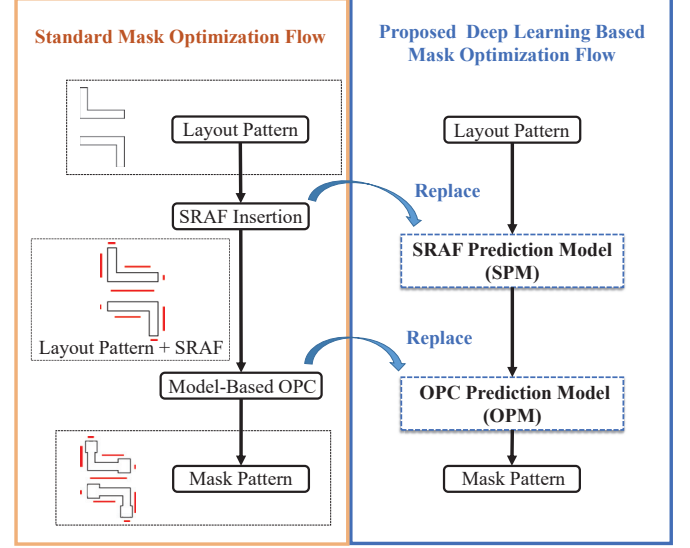 Standard Mask Optimization Flow
Layout Pattern
SRAF Insertion
Layout Pattern + SRAF
Model-Based OPC
Mask Pattern
Proposed Deep Learning Based
Mask Optimization Flow
Layout Pattern
Replace
SRAF Prediction Model
(SPM)
Replace
OPC Prediction Model
(OPM)
Mask Pattern